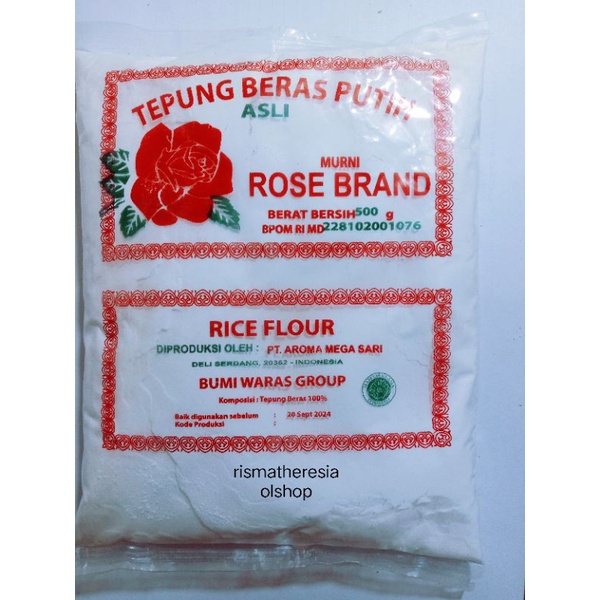 TEPUNG BERAS PUTIH
ASLI
MURNI
ROSE BRAND
BERAT BERSIH 500 g
BPOM RI MD 228102001076
RICE FLOUR
DIPRODUKSI OLEH : PT. AROMA MEGA SARI
DELI SERDANG, 20362 - INDONESIA
BUMI WARAS GROUP
Komposisi : Tepung Beras 100%
Baik digunakan sebelum : 28 Sept 2024
Kode Produksi :
rismatheresia
olshop